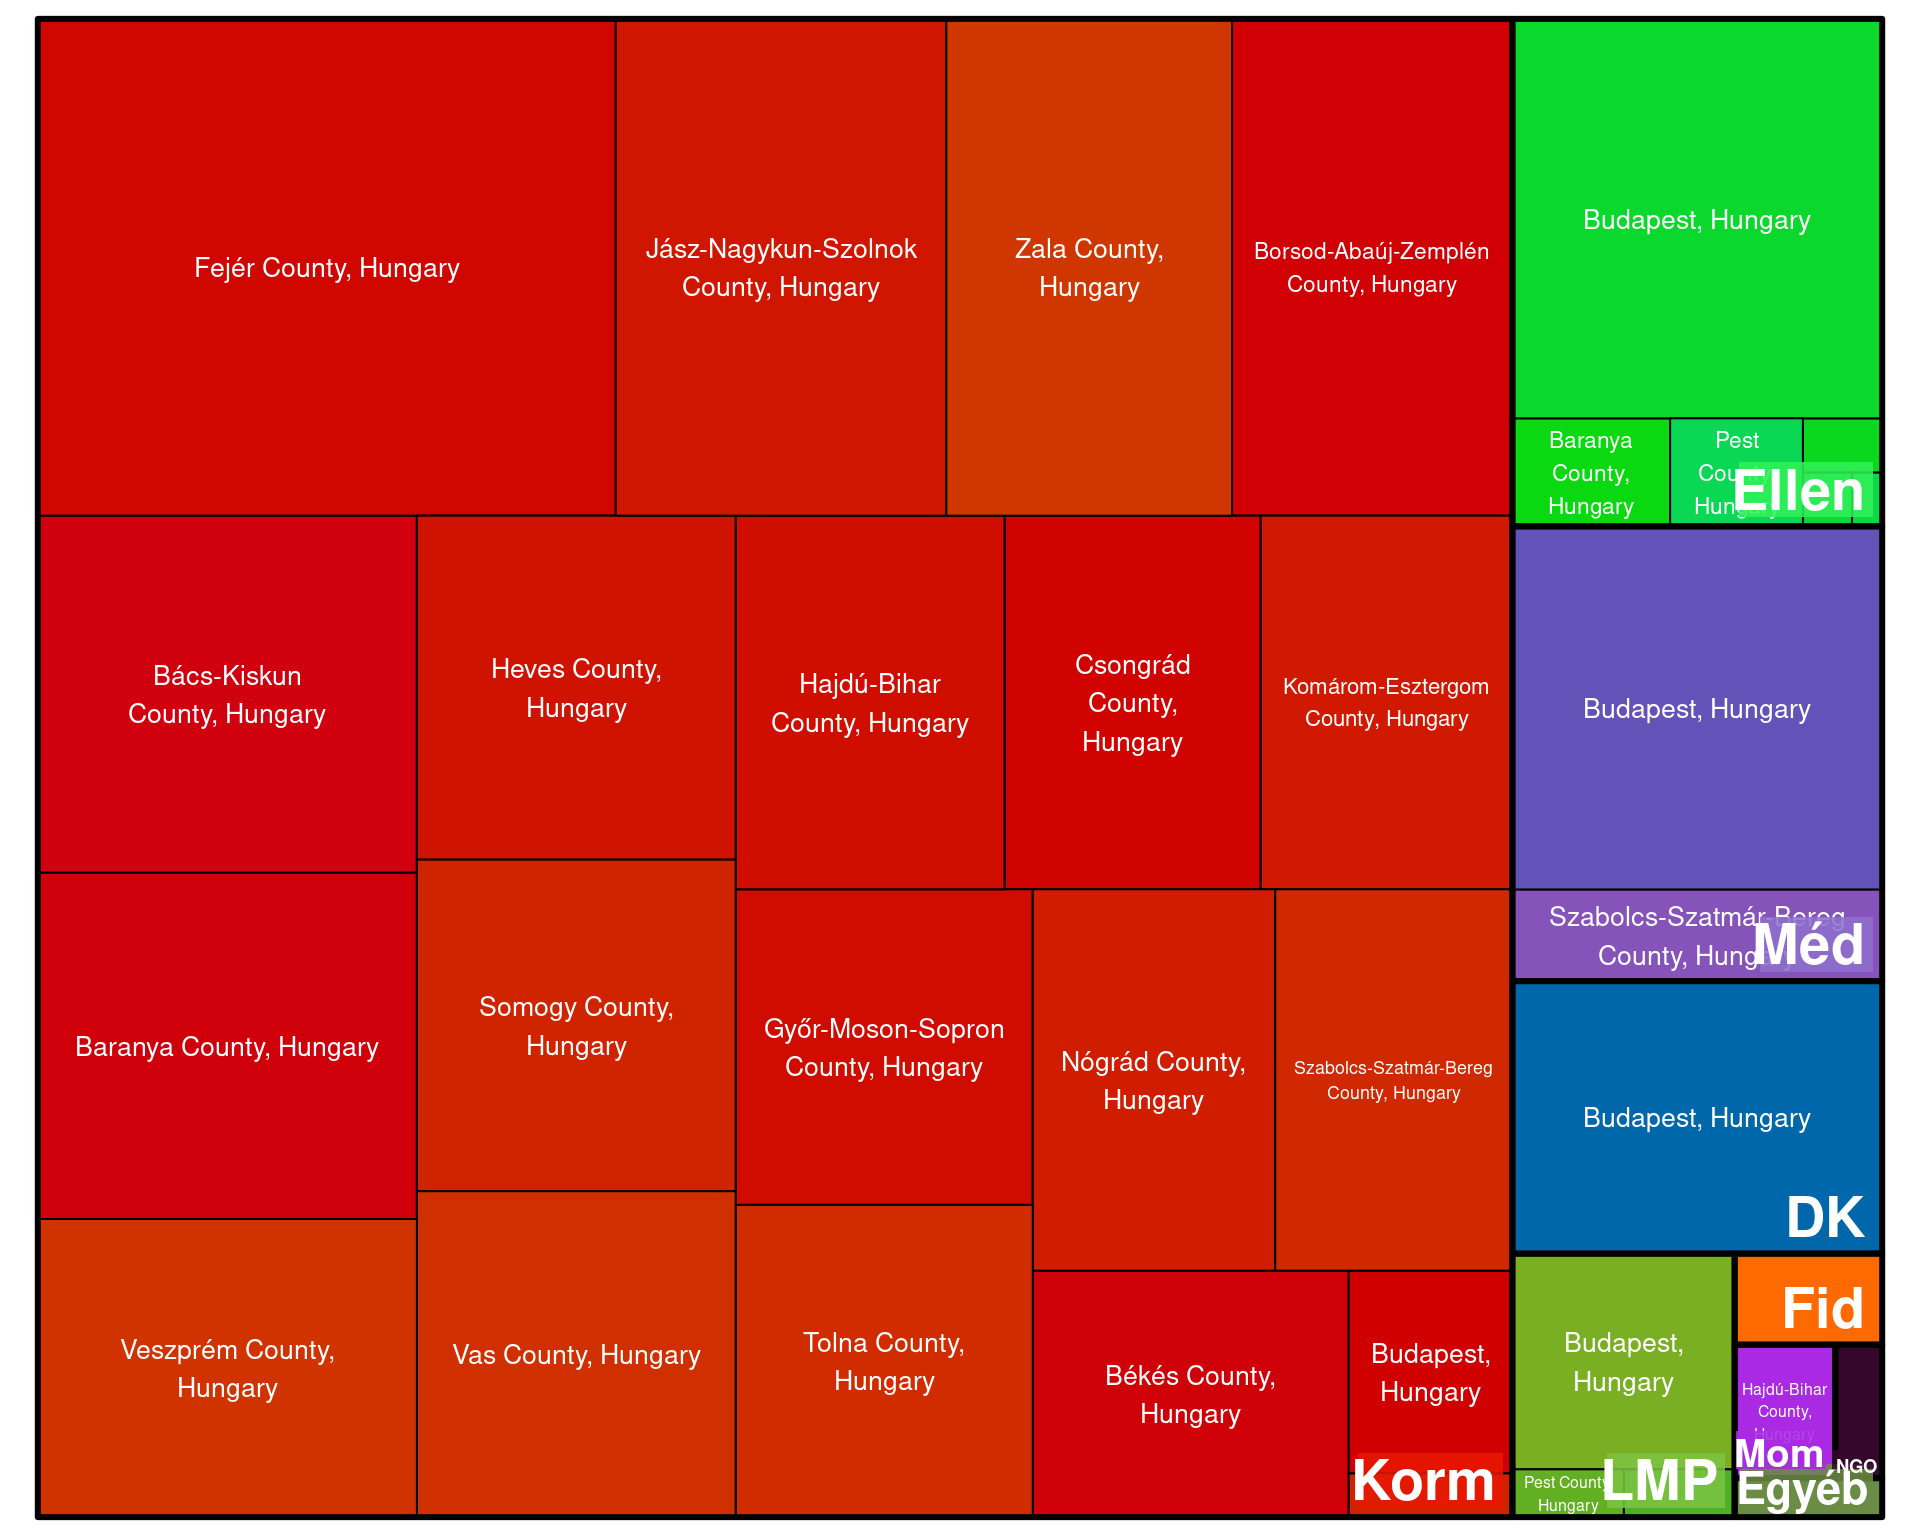 Fejér County, Hungary
Jász-Nagykun-Szolnok
County, Hungary
Zala County,
Hungary
Borsod-Abaúj-Zemplén
County, Hungary
Bács-Kiskun
County, Hungary
Heves County,
Hungary
Hajdú-Bihar
County, Hungary
Csongrád
County,
Hungary
Komárom-Esztergom
County, Hungary
Baranya County, Hungary
Somogy County,
Hungary
Győr-Moson-Sopron
County, Hungary
Nógrád County,
Hungary
Szabolcs-Szatmár-Bereg
County, Hungary
Veszprém County,
Hungary
Vas County, Hungary
Tolna County,
Hungary
Békés County,
Hungary
Budapest,
Hungary
Korm
Budapest, Hungary
Baranya
County,
Hungary
Pest
County,
Hungary
Ellen
Budapest, Hungary
Szabolcs-Szatmár-Bereg
County, Hungary
Méd
Budapest, Hungary
DK
Budapest,
Hungary
Pest County,
Hungary
LMP
Fid
Hajdú-Bihar
County,
Hungary
Mom
NGO
Egyéb